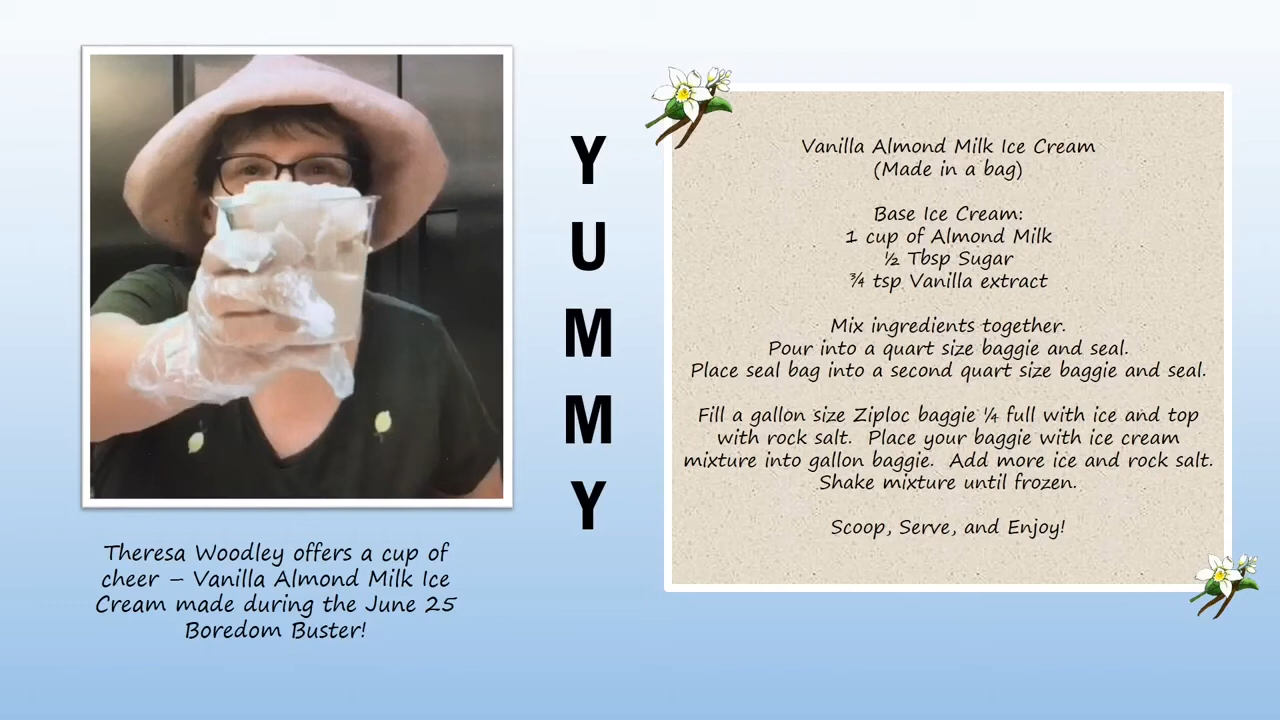 Theresa Woodley offers a cup of
cheer – Vanilla Almond Milk Ice
Cream made during the June 25
Boredom Buster!
Y
U
M
M
Y
Vanilla Almond Milk Ice Cream
(Made in a bag)
Base Ice Cream:
1 cup of Almond Milk
½ Tbsp Sugar
¾ tsp Vanilla extract
Mix ingredients together.
Pour into a quart size baggie and seal.
Place seal bag into a second quart size baggie and seal.
Fill a gallon size Ziploc baggie ¼ full with ice and top
with rock salt.  Place your baggie with ice cream
mixture into gallon baggie.  Add more ice and rock salt.
Shake mixture until frozen.
Scoop, Serve, and Enjoy!